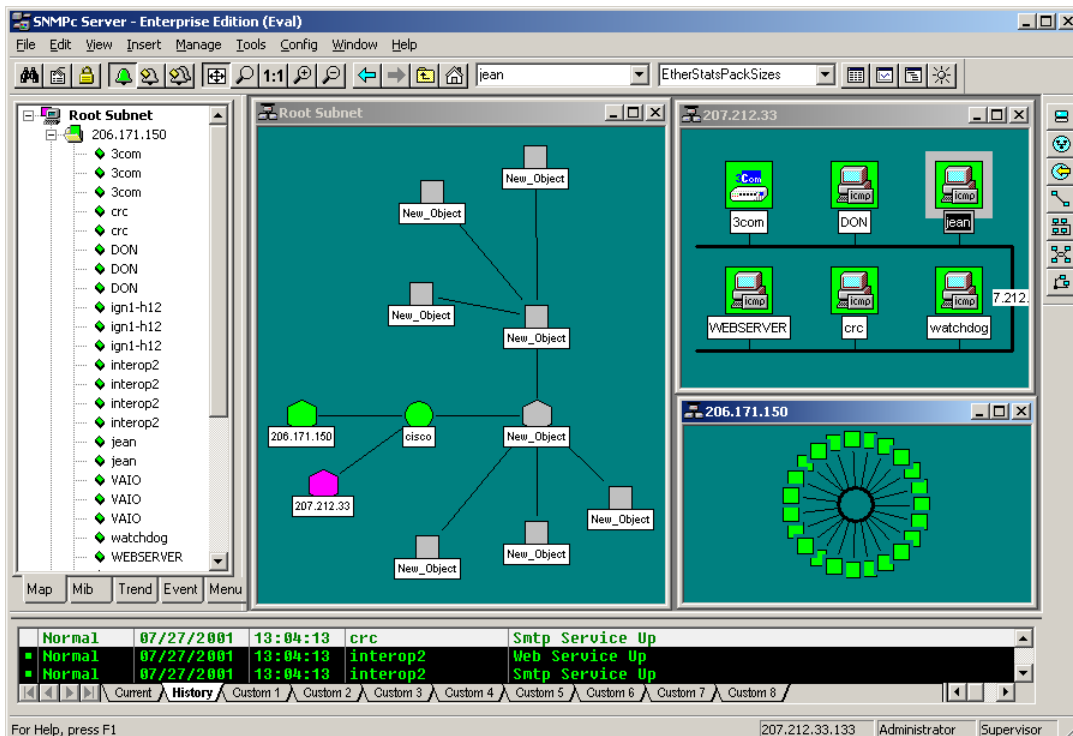 SNMPc Server - Enterprise Edition (Eval)
File Edit View Insert Manage Tools Config Window Help
1:1 jean EtherStatsPackSizes
Root Subnet
206.171.150
3com
3com
3com
crc
crc
DON
DON
DON
ign1-h12
ign1-h12
ign1-h12
interop2
interop2
interop2
interop2
jean
jean
VAIO
VAIO
VAIO
watchdog
WEBSERVER
Map Mib Trend Event Menu
Root Subnet
New_Object
New_Object
New_Object
New_Object
206.171.150 cisco New_Object
207.212.33
New_Object
New_Object
New_Object
207.212.33
3Com
icmp icmp
3com DON jean
icmp icmp icmp
7.212.
WEBSERVER crc watchdog
206.171.150
Normal 07/27/2001 13:04:13 crc Smtp Service Up
Normal 07/27/2001 13:04:13 interop2 Web Service Up
Normal 07/27/2001 13:04:13 interop2 Smtp Service Up
Current History Custom 1 Custom 2 Custom 3 Custom 4 Custom 5 Custom 6 Custom 7 Custom 8
For Help, press F1 207.212.33.133 Administrator Supervisor